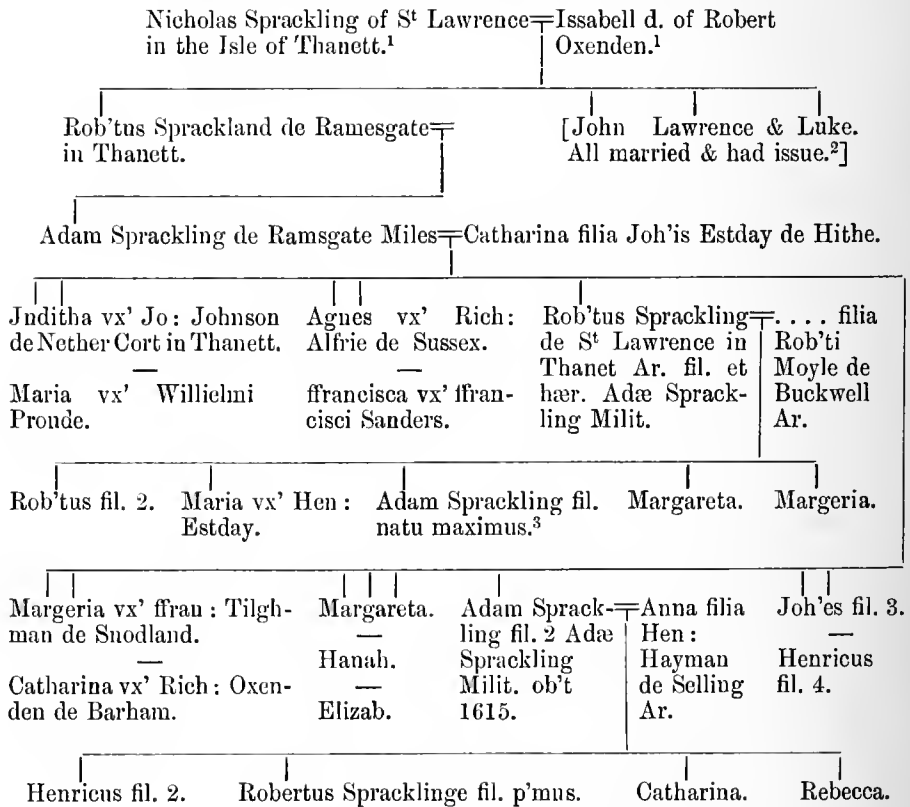 Nicholas Sprackling of Sᵗ Lawrence
in the Isle of Thanett.¹
Issabell d. of Robert
Oxenden.¹
Rob'tus Sprackland de Ramesgate
in Thanett.
[John Lawrence & Luke.
All married & had issue.²]
Adam Sprackling de Ramsgate Miles
Catharina filia Joh'is Estday de Hithe.
Juditha vx' Jo: Johnson
de Nether Cort in Thanett.
—
Maria vx' Willielmi
Pronde.
Agnes vx' Rich:
Alfrie de Sussex.
—
ffrancisca vx' ffran-
cisci Sanders.
Rob'tus Sprackling
de Sᵗ Lawrence in
Thanet Ar. fil. et
hær. Adæ Sprack-
ling Milit.
.... filia
Rob'ti
Moyle de
Buckwell
Ar.
Rob'tus fil. 2.
Maria vx' Hen:
Estday.
Adam Sprackling fil.
natu maximus.³
Margareta.
Margeria.
Margeria vx' ffrau: Tilgh-
man de Snodland.
—
Catharina vx' Rich: Oxen-
den de Barham.
Margareta.
—
Hanah.
—
Elizab.
Adam Sprack-
ling fil. 2 Adæ
Sprackling
Milit. ob't
1615.
Anna filia
Hen:
Hayman
de Selling
Ar.
Joh'es fil. 3.
—
Henricus
fil. 4.
Henricus fil. 2.
Robertus Spracklinge fil. p'mus.
Catharina.
Rebecca.